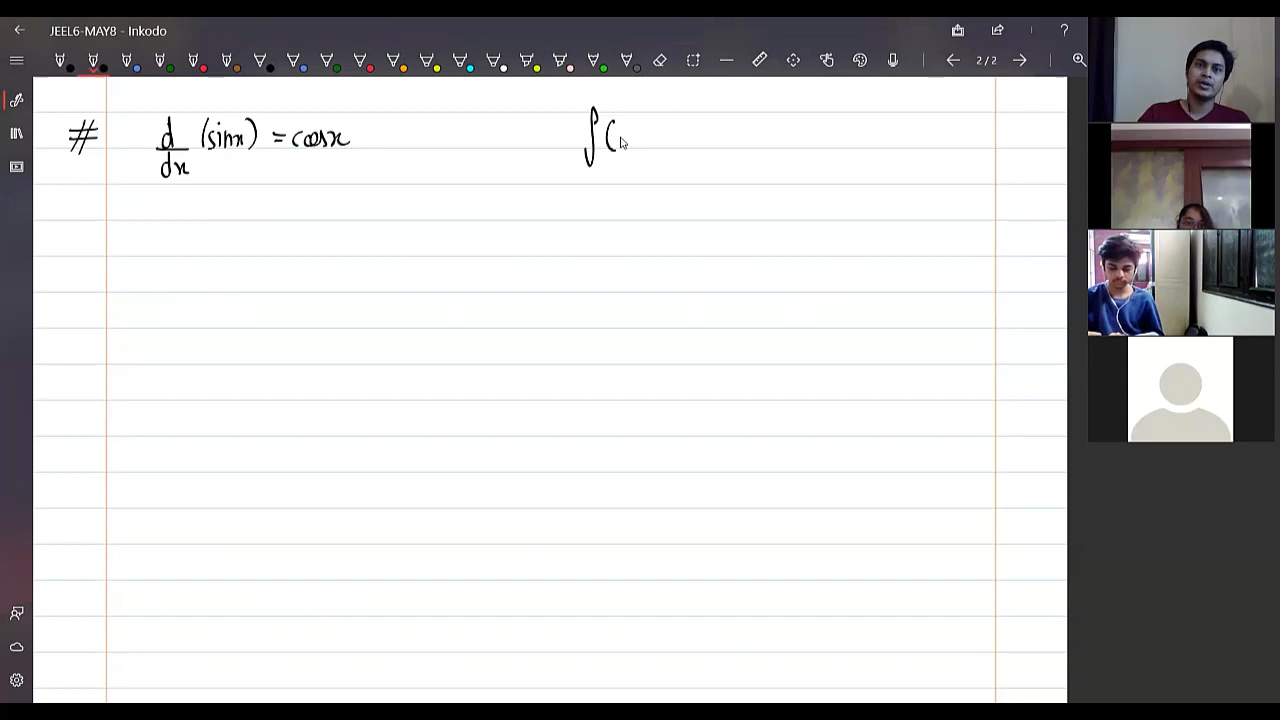 JEEL6-MAY8 - Inkodo
2/2
# d/dx (sinx) = cosx
∫(